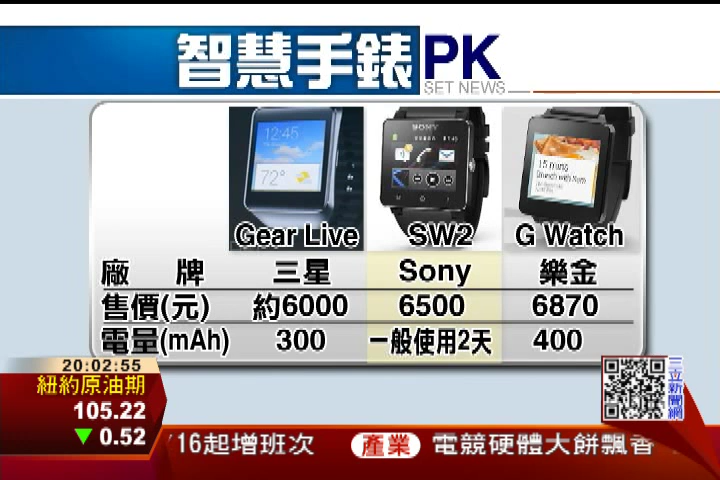 智慧手錶PK
SET NEWS
12:45
72°
SONY
15 mins
Brunch with Mom
Gear Live SW2 G Watch
廠 牌 三星 Sony 樂金
售價(元) 約6000 6500 6870
電量(mAh) 300 一般使用2天 400
20:02:55
紐約原油期
105.22
▼0.52
三立新聞網
/16起增班次 產業 電競硬體大餅飄香